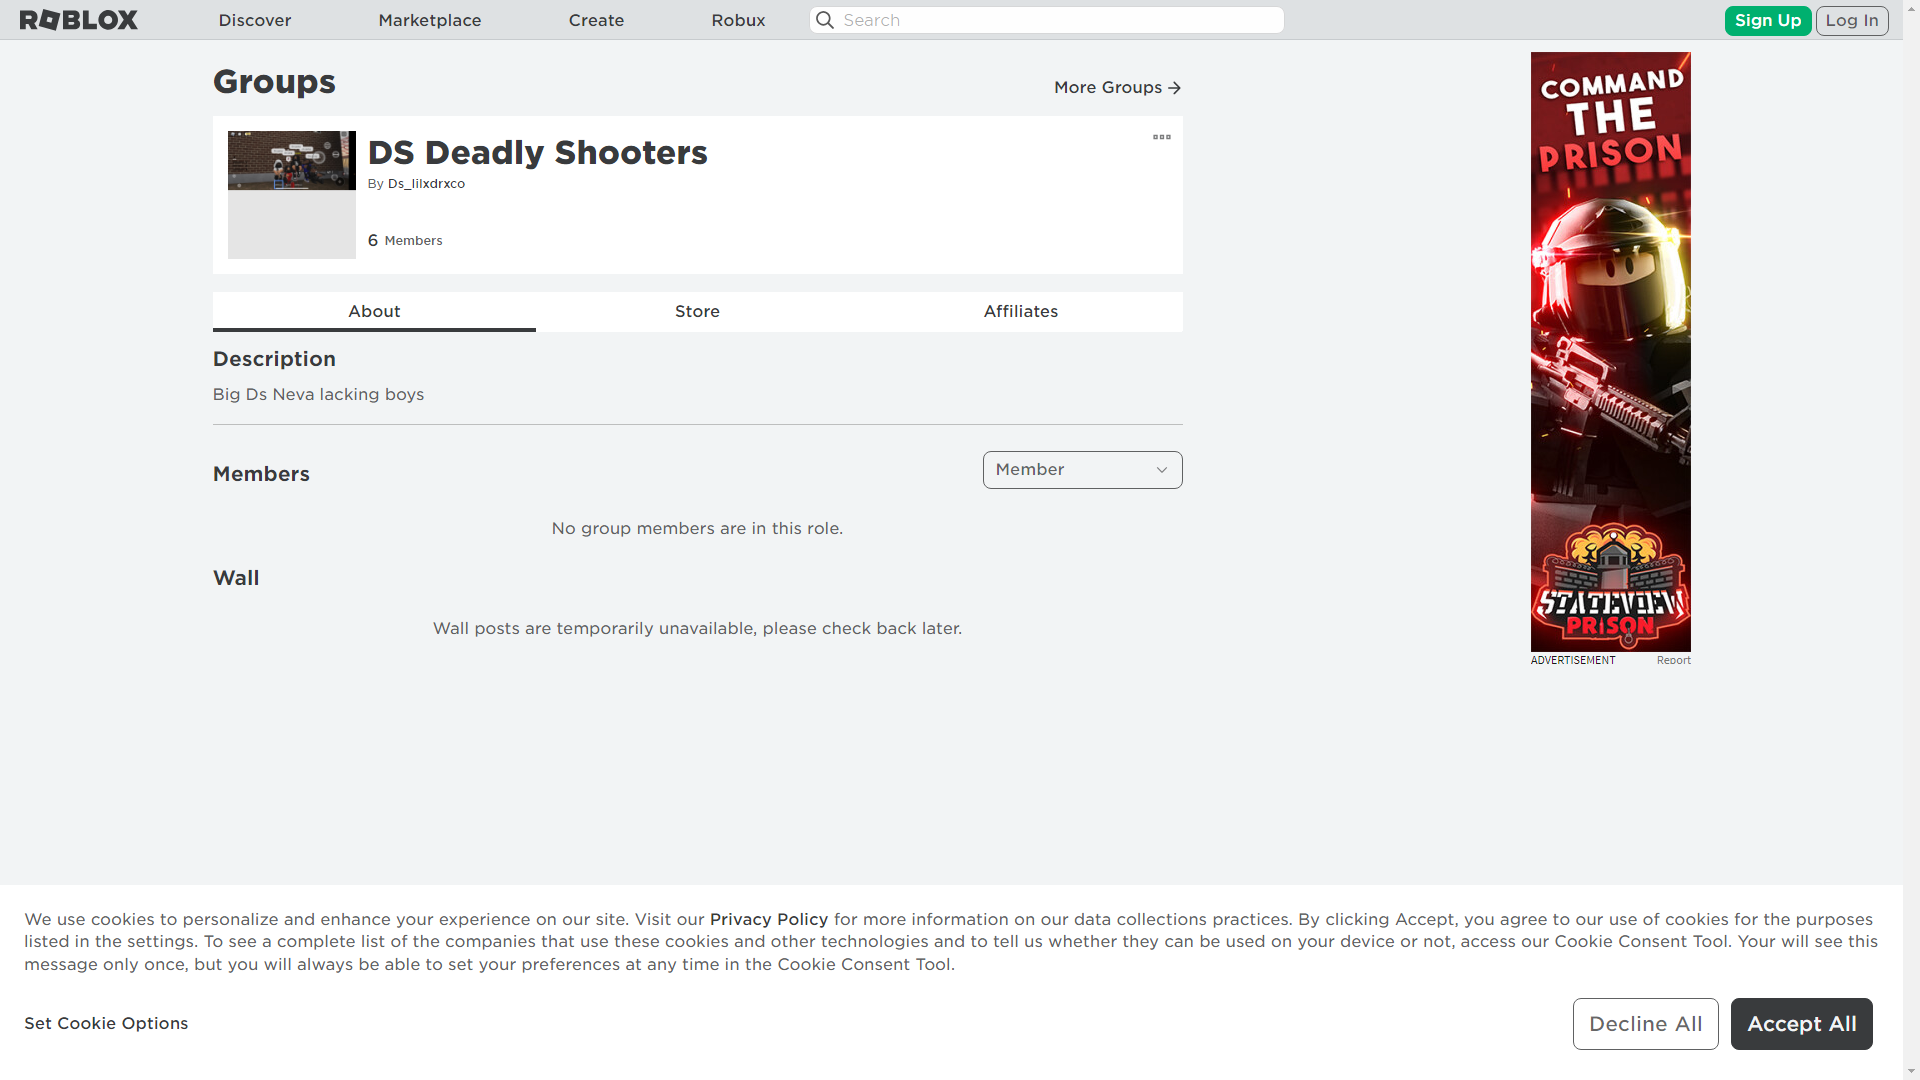 ROBLOX
Discover
Marketplace
Create
Robux
Search
Sign Up
Log In
Groups
More Groups
DS Deadly Shooters
By Ds_lilxdrxco
6 Members
About
Store
Affiliates
Description
Big Ds Neva lacking boys
Members
Member
No group members are in this role.
Wall
Wall posts are temporarily unavailable, please check back later.
COMMAND
THE
PRISON
STATEVIEW
PRISON
ADVERTISEMENT
Report
We use cookies to personalize and enhance your experience on our site. Visit our Privacy Policy for more information on our data collections practices. By clicking Accept, you agree to our use of cookies for the purposes
listed in the settings. To see a complete list of the companies that use these cookies and other technologies and to tell us whether they can be used on your device or not, access our Cookie Consent Tool. Your will see this
message only once, but you will always be able to set your preferences at any time in the Cookie Consent Tool.
Set Cookie Options
Decline All
Accept All